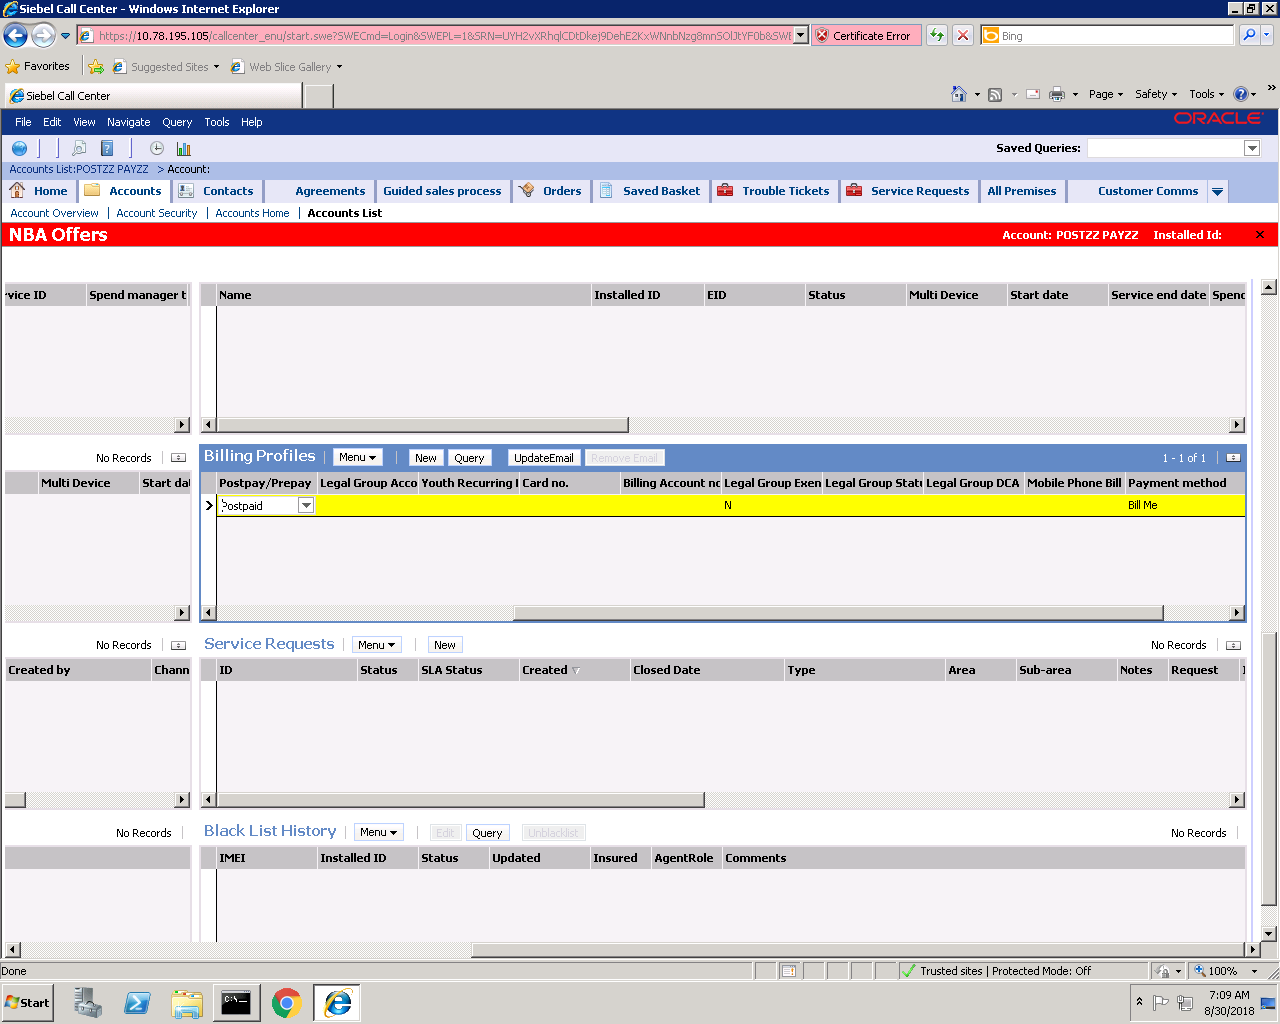 Siebel Call Center - Windows Internet Explorer
https://10.78.195.105/callcenter_enu/start.swe?SWECmd=Login&SWEPL=1&SRN=
Certificate Error
Bing
Favorites
Suggested Sites
Web Slice Gallery
Siebel Call Center
Page
Safety
Tools
File Edit View Navigate Query Tools Help
ORACLE
Saved Queries:
Accounts List:POSTZZ PAYZZ > Account:
Home Accounts Contacts Agreements Guided sales process Orders Saved Basket Trouble Tickets Service Requests All Premises Customer Comms
Account Overview | Account Security | Accounts Home | Accounts List
NBA Offers
Account: POSTZZ PAYZZ Installed Id:
rvice ID Spend manager t
Name Installed ID EID Status Multi Device Start date Service end date Spend
No Records
Billing Profiles Menu New Query UpdateEmail Remove Email 1 - 1 of 1
Multi Device Start dat
Postpay/Prepay Legal Group Acco Youth Recurring Card no. Billing Account no Legal Group Exen Legal Group Statu Legal Group DCA Mobile Phone Bill Payment method
Postpaid N Bill Me
No Records
Service Requests Menu New No Records
Created by Chann
ID Status SLA Status Created Closed Date Type Area Sub-area Notes Request
No Records
Black List History Menu Edit Query Unblacklist No Records
IMEI Installed ID Status Updated Insured AgentRole Comments
Done
Trusted sites | Protected Mode: Off
100%
Start
7:09 AM
8/30/2018